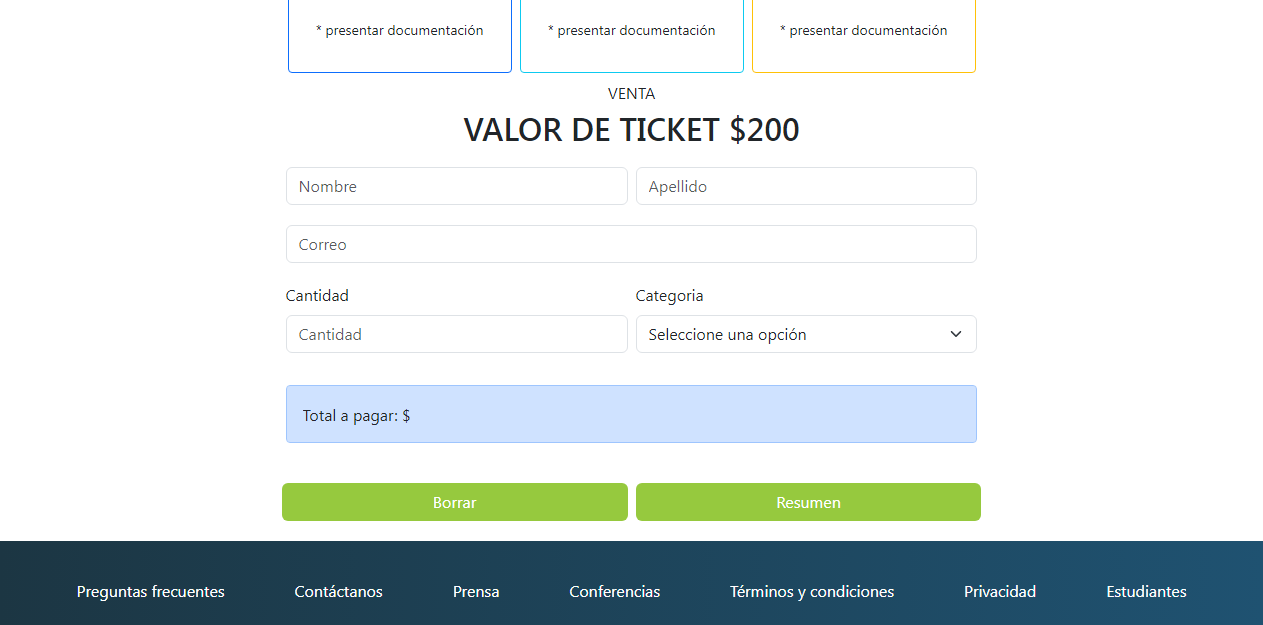 * presentar documentación * presentar documentación * presentar documentación
VENTA
VALOR DE TICKET $200
Nombre Apellido
Correo
Cantidad Categoria
Cantidad Seleccione una opción
Total a pagar: $
Borrar Resumen
Preguntas frecuentes Contáctanos Prensa Conferencias Términos y condiciones Privacidad Estudiantes